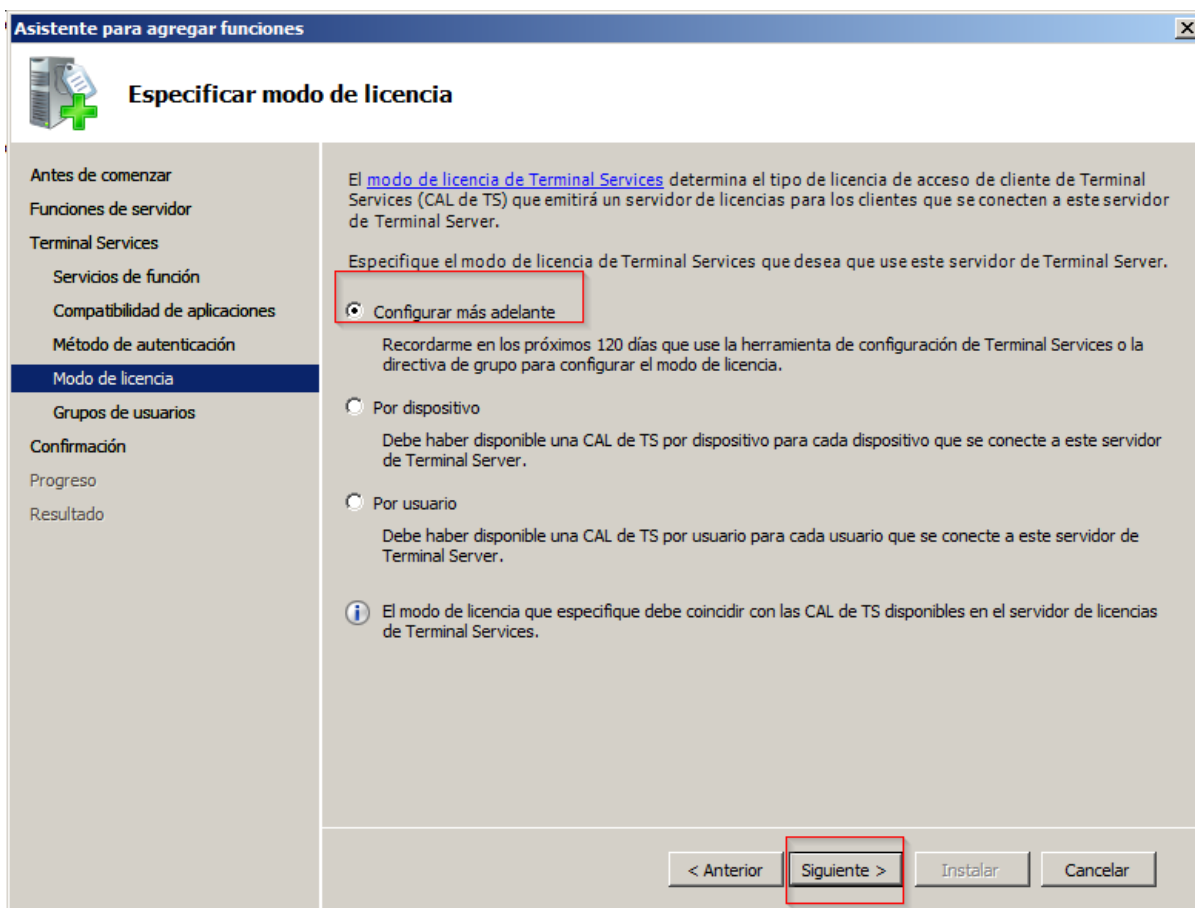 Asistente para agregar funciones
Especificar modo de licencia
Antes de comenzar
Funciones de servidor
Terminal Services
Servicios de función
Compatibilidad de aplicaciones
Método de autenticación
Modo de licencia
Grupos de usuarios
Confirmación
Progreso
Resultado
El modo de licencia de Terminal Services determina el tipo de licencia de acceso de cliente de Terminal
Services (CAL de TS) que emitirá un servidor de licencias para los clientes que se conecten a este servidor
de Terminal Server.
Especifique el modo de licencia de Terminal Services que desea que use este servidor de Terminal Server.
Configurar más adelante
Recordarme en los próximos 120 días que use la herramienta de configuración de Terminal Services o la
directiva de grupo para configurar el modo de licencia.
Por dispositivo
Debe haber disponible una CAL de TS por dispositivo para cada dispositivo que se conecte a este servidor
de Terminal Server.
Por usuario
Debe haber disponible una CAL de TS por usuario para cada usuario que se conecte a este servidor de
Terminal Server.
El modo de licencia que especifique debe coincidir con las CAL de TS disponibles en el servidor de licencias
de Terminal Services.
< Anterior
Siguiente >
Instalar
Cancelar